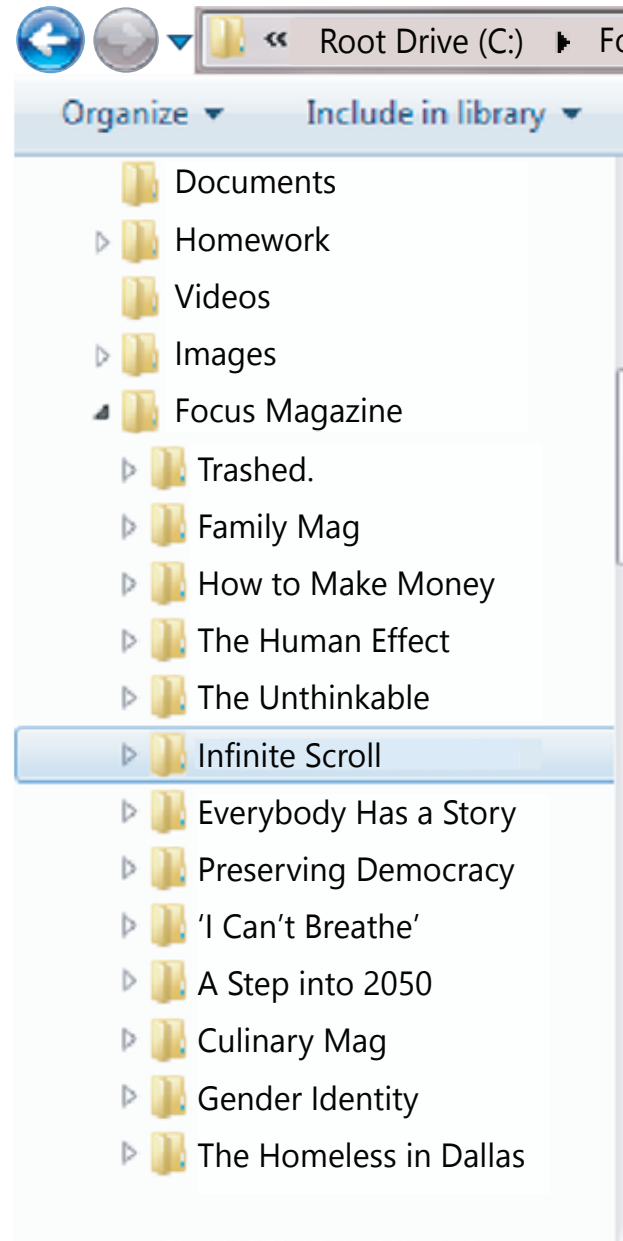 « Root Drive (C:) ▸ Fo
Organize Include in library
Documents
Homework
Videos
Images
Focus Magazine
Trashed.
Family Mag
How to Make Money
The Human Effect
The Unthinkable
Infinite Scroll
Everybody Has a Story
Preserving Democracy
‘I Can’t Breathe’
A Step into 2050
Culinary Mag
Gender Identity
The Homeless in Dallas